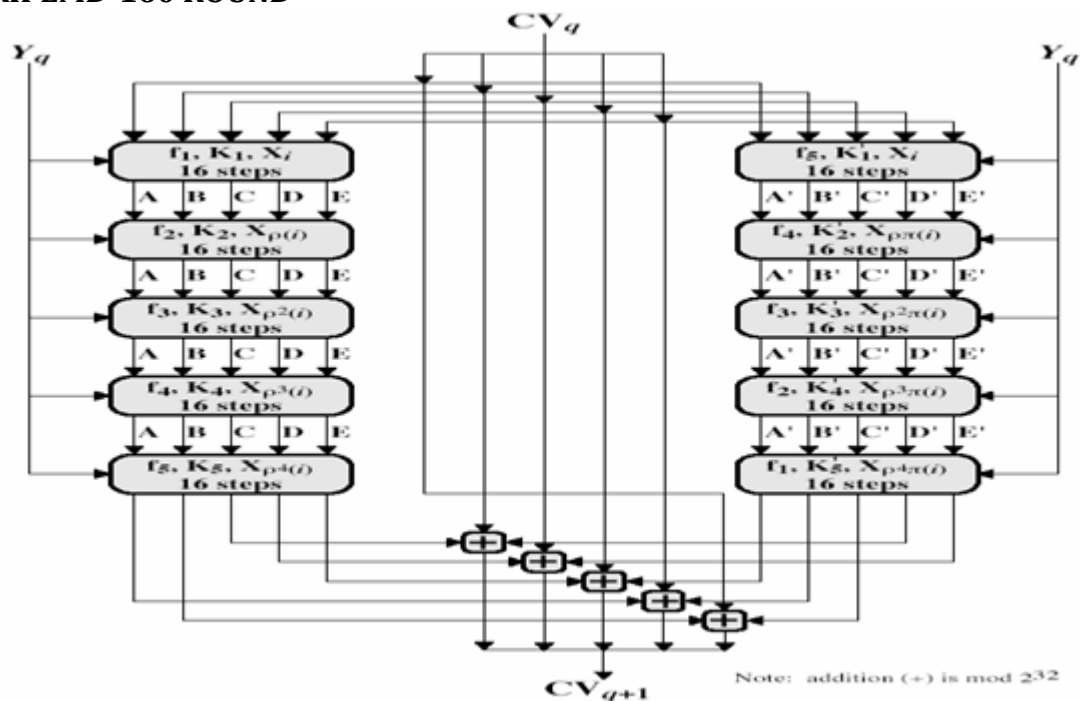 RIPEMD-160 ROUND
CVq
Yq Yq
f1, K1, Xi
16 steps
f5, K'1, Xi
16 steps
A B C D E
A' B' C' D' E'
f2, K2, Xρ(i)
16 steps
f4, K'2, Xρπ(i)
16 steps
A B C D E
A' B' C' D' E'
f3, K3, Xρ²(i)
16 steps
f3, K'3, Xρ²π(i)
16 steps
A B C D E
A' B' C' D' E'
f4, K4, Xρ³(i)
16 steps
f2, K'4, Xρ³π(i)
16 steps
A B C D E
A' B' C' D' E'
f5, K5, Xρ⁴(i)
16 steps
f1, K'5, Xρ⁴π(i)
16 steps
+
+
+
+
+
CVq+1
Note: addition (+) is mod 2³²